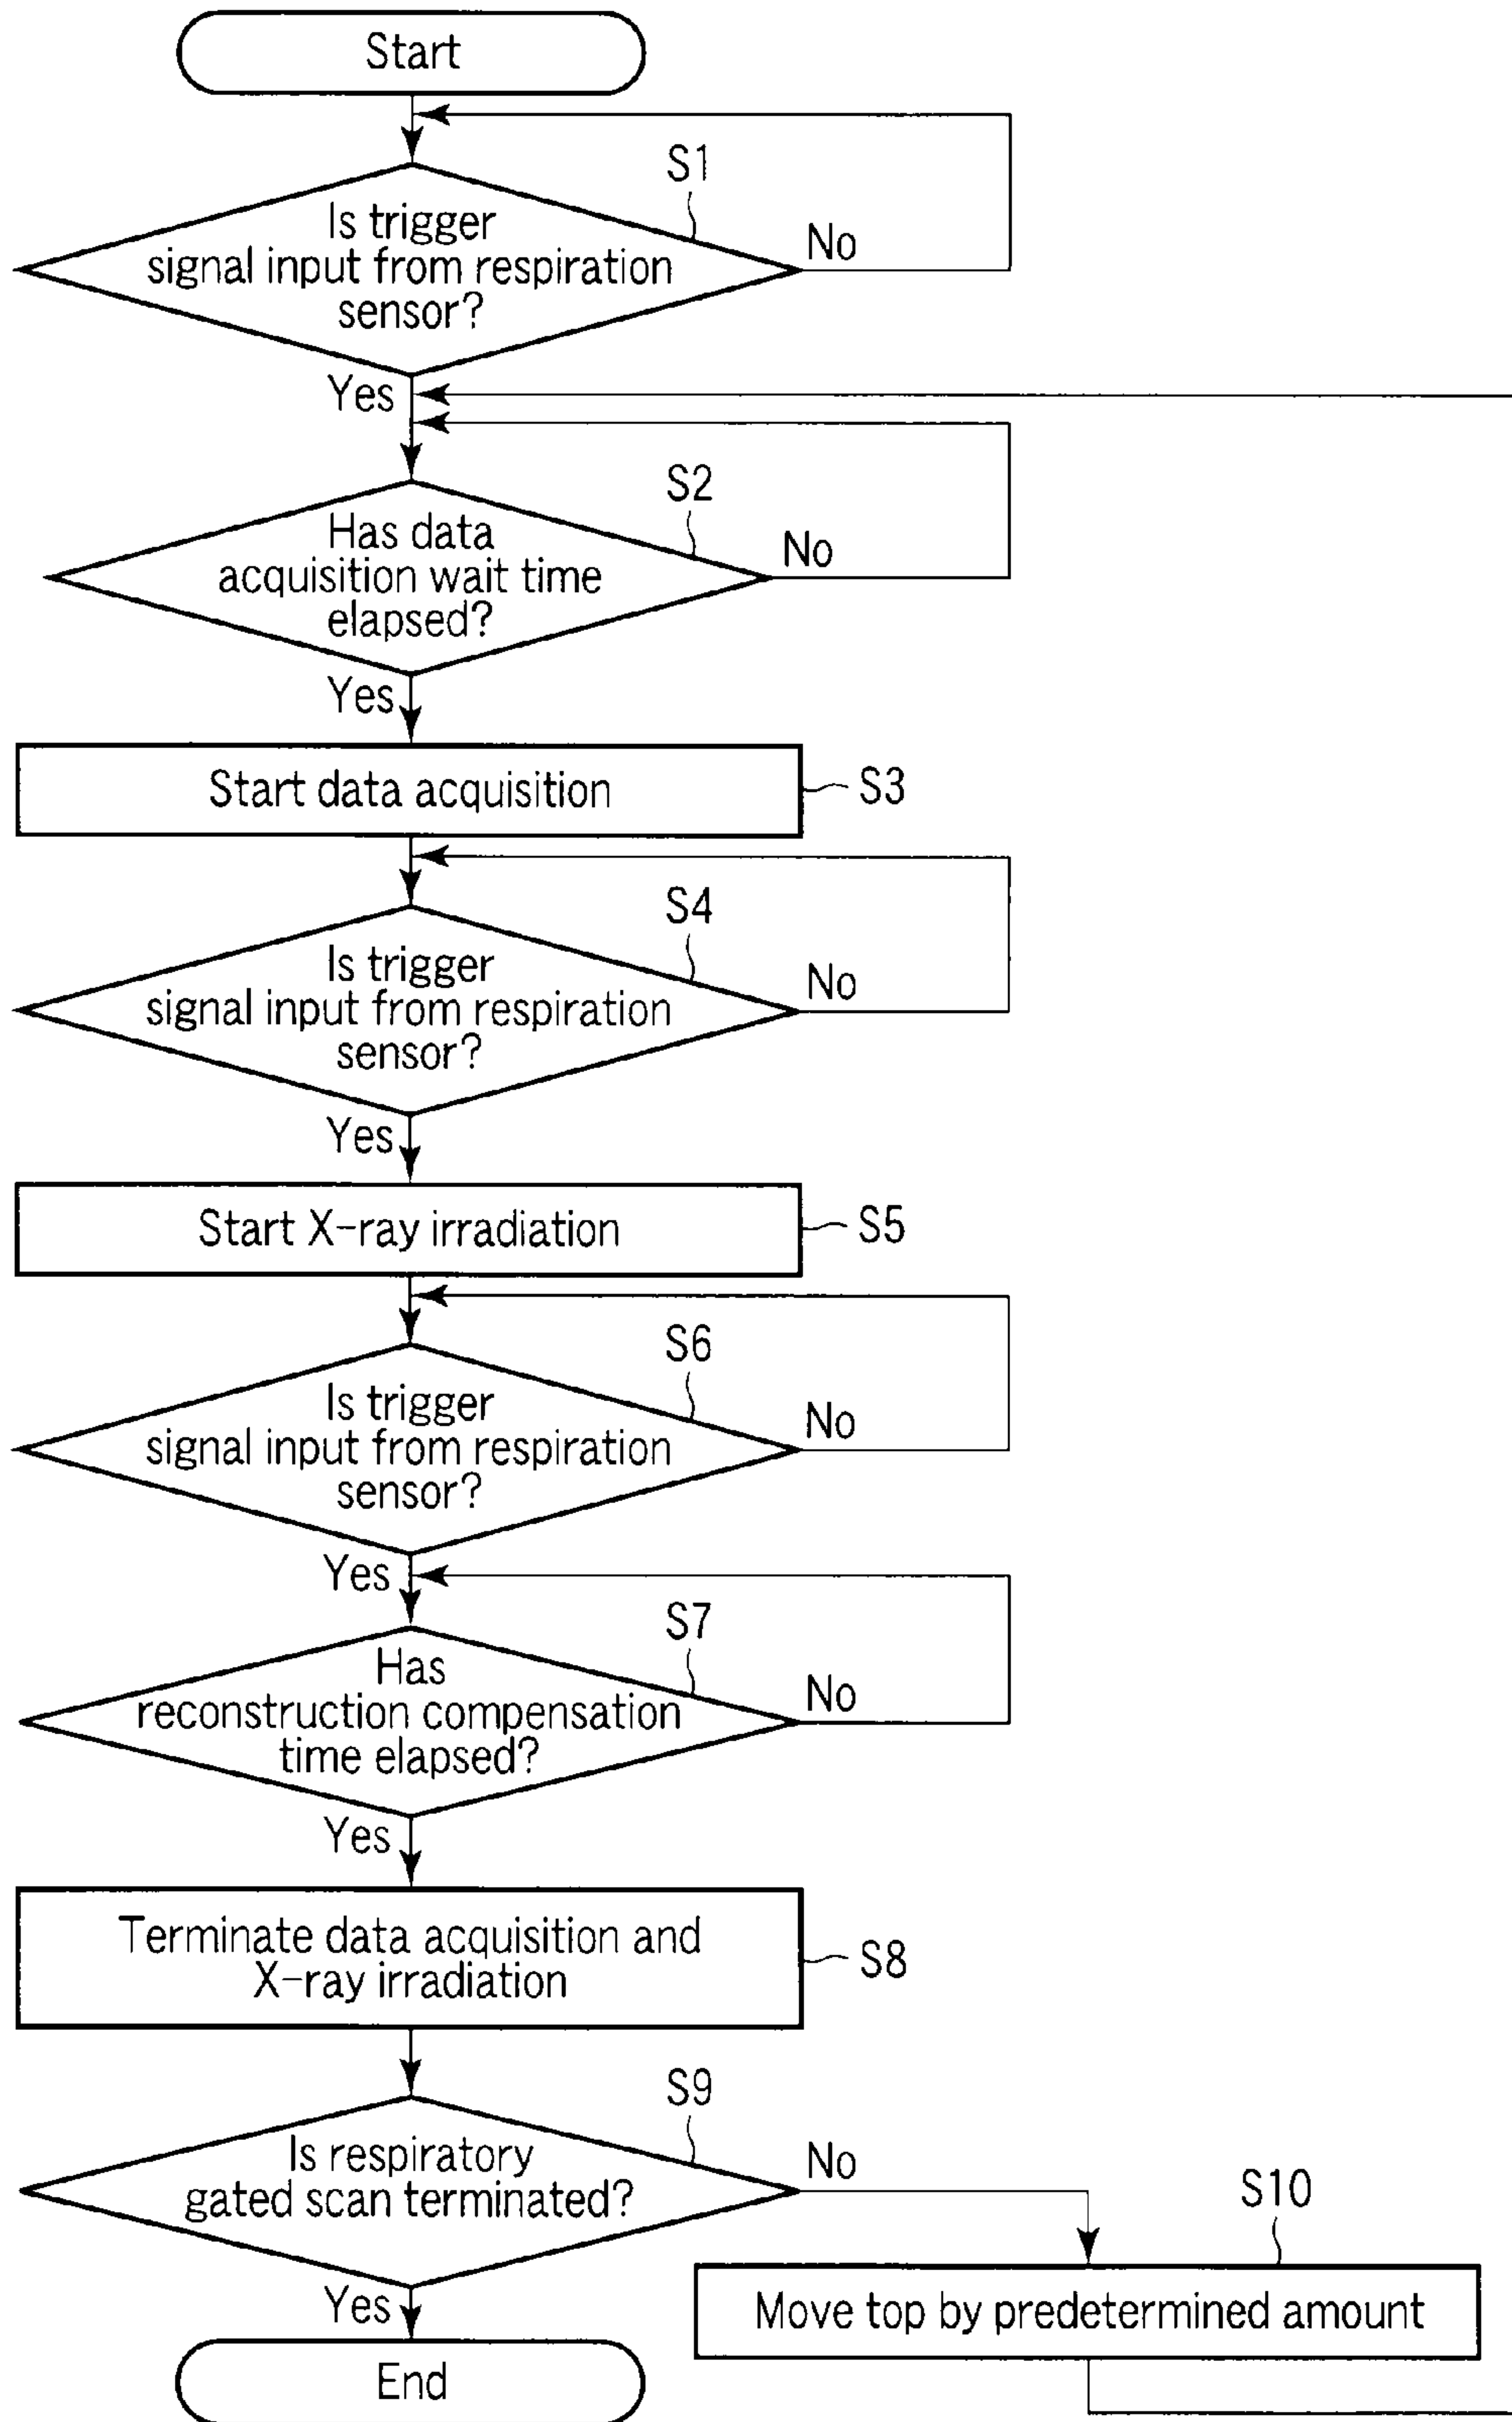 Start
S1
Is trigger
signal input from respiration
sensor?
No
Yes
S2
Has data
acquisition wait time
elapsed?
No
Yes
Start data acquisition
S3
S4
Is trigger
signal input from respiration
sensor?
No
Yes
Start X-ray irradiation
S5
S6
Is trigger
signal input from respiration
sensor?
No
Yes
S7
Has
reconstruction compensation
time elapsed?
No
Yes
Terminate data acquisition and
X-ray irradiation
S8
S9
Is respiratory
gated scan terminated?
No
S10
Move top by predetermined amount
Yes
End